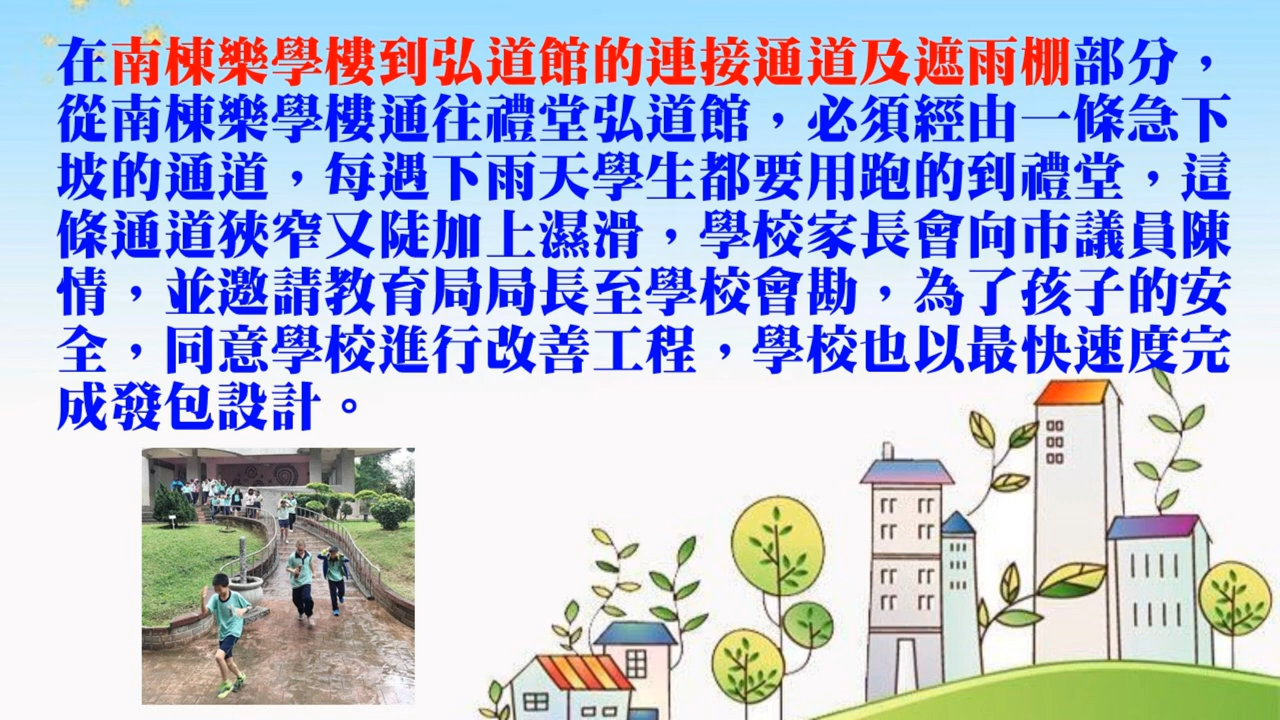 在南棟樂學樓到弘道館的連接通道及遮雨棚部分，
從南棟樂學樓通往禮堂弘道館，必須經由一條急下
坡的通道，每遇下雨天學生都要用跑的到禮堂，這
條通道狹窄又陡加上濕滑，學校家長會向市議員陳
情，並邀請教育局局長至學校會勘，為了孩子的安
全，同意學校進行改善工程，學校也以最快速度完
成發包設計。